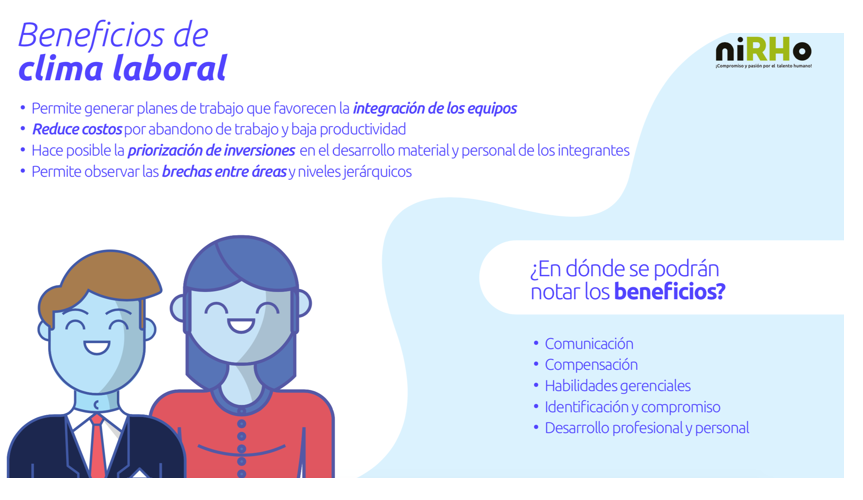 Beneficios de
clima laboral
niRHo
¡Compromiso y pasión por el talento humano!
• Permite generar planes de trabajo que favorecen la integración de los equipos
• Reduce costos por abandono de trabajo y baja productividad
• Hace posible la priorización de inversiones en el desarrollo material y personal de los integrantes
• Permite observar las brechas entre áreas y niveles jerárquicos
¿En dónde se podrán
notar los beneficios?
• Comunicación
• Compensación
• Habilidades gerenciales
• Identificación y compromiso
• Desarrollo profesional y personal